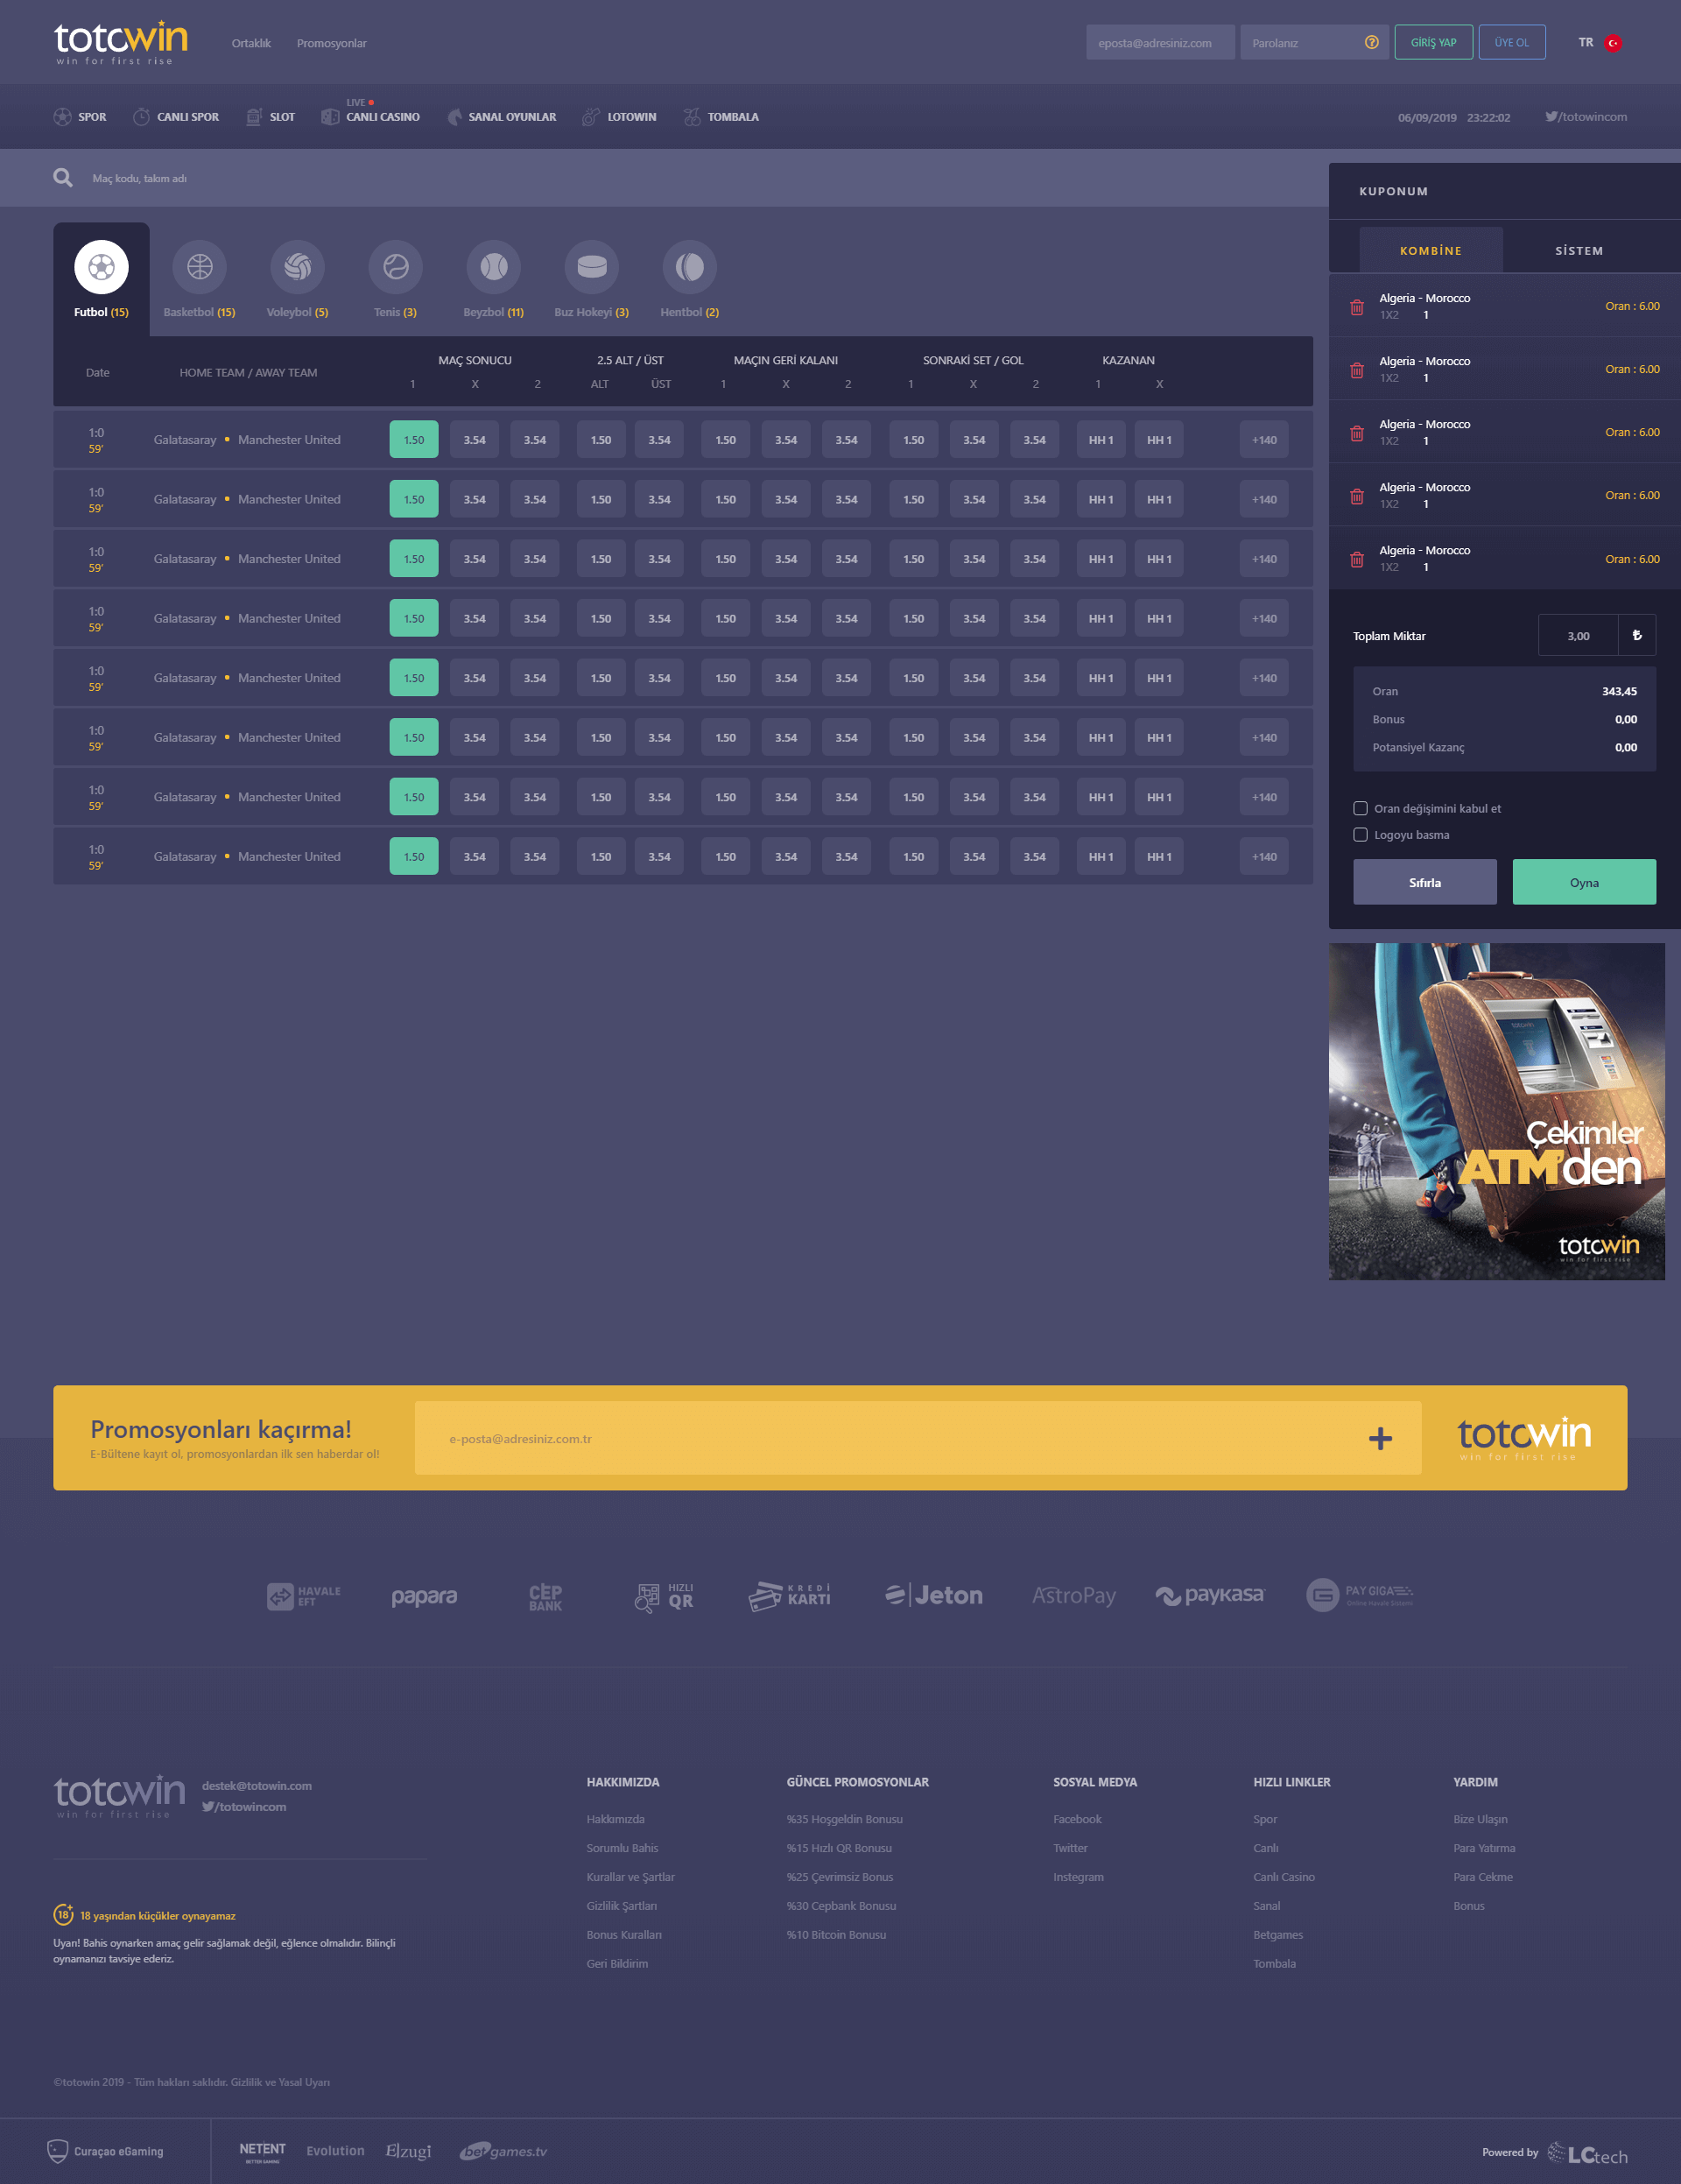 totowin
win for first rise
Ortaklık
Promosyonlar
eposta@adresiniz.com
Parolanız
GİRİŞ YAP
ÜYE OL
TR
SPOR
CANLI SPOR
SLOT
LIVE
CANLI CASINO
SANAL OYUNLAR
LOTOWIN
TOMBALA
06/09/2019 23:22:02
/totowincom
Maç kodu, takım adı
Futbol (15)
Basketbol (15)
Voleybol (5)
Tenis (3)
Beyzbol (11)
Buz Hokeyi (3)
Hentbol (2)
Date
HOME TEAM / AWAY TEAM
MAÇ SONUCU
2.5 ALT / ÜST
MAÇIN GERİ KALANI
SONRAKİ SET / GOL
KAZANAN
1 X 2 ALT ÜST 1 X 2 1 X 2 1 X
1:0
59'
Galatasaray Manchester United 1.50 3.54 3.54 1.50 3.54 1.50 3.54 3.54 1.50 3.54 3.54 HH 1 HH 1 +140
1:0
59'
Galatasaray Manchester United 1.50 3.54 3.54 1.50 3.54 1.50 3.54 3.54 1.50 3.54 3.54 HH 1 HH 1 +140
1:0
59'
Galatasaray Manchester United 1.50 3.54 3.54 1.50 3.54 1.50 3.54 3.54 1.50 3.54 3.54 HH 1 HH 1 +140
1:0
59'
Galatasaray Manchester United 1.50 3.54 3.54 1.50 3.54 1.50 3.54 3.54 1.50 3.54 3.54 HH 1 HH 1 +140
1:0
59'
Galatasaray Manchester United 1.50 3.54 3.54 1.50 3.54 1.50 3.54 3.54 1.50 3.54 3.54 HH 1 HH 1 +140
1:0
59'
Galatasaray Manchester United 1.50 3.54 3.54 1.50 3.54 1.50 3.54 3.54 1.50 3.54 3.54 HH 1 HH 1 +140
1:0
59'
Galatasaray Manchester United 1.50 3.54 3.54 1.50 3.54 1.50 3.54 3.54 1.50 3.54 3.54 HH 1 HH 1 +140
1:0
59'
Galatasaray Manchester United 1.50 3.54 3.54 1.50 3.54 1.50 3.54 3.54 1.50 3.54 3.54 HH 1 HH 1 +140
KUPONUM
KOMBİNE
SİSTEM
Algeria - Morocco
1X2 1
Oran : 6.00
Algeria - Morocco
1X2 1
Oran : 6.00
Algeria - Morocco
1X2 1
Oran : 6.00
Algeria - Morocco
1X2 1
Oran : 6.00
Algeria - Morocco
1X2 1
Oran : 6.00
Toplam Miktar
3,00 ₺
Oran 343,45
Bonus 0,00
Potansiyel Kazanç 0,00
Oran değişimini kabul et
Logoyu basma
Sıfırla
Oyna
totowin
Çekimler
ATM'den
totowin
win for first rise
Promosyonları kaçırma!
E-Bültene kayıt ol, promosyonlardan ilk sen haberdar ol!
e-posta@adresiniz.com.tr
totowin
win for first rise
HAVALE
EFT
papara
CEP
BANK
HIZLI
QR
KREDİ
KARTI
Jeton
AstroPay
paykasa
PAY GIGA
Online Havale Sistemi
totowin
win for first rise
destek@totowin.com
/totowincom
18+
18 yaşından küçükler oynayamaz
Uyarı! Bahis oynarken amaç gelir sağlamak değil, eğlence olmalıdır. Bilinçli
oynamanızı tavsiye ederiz.
HAKKIMIZDA
Hakkımızda
Sorumlu Bahis
Kurallar ve Şartlar
Gizlilik Şartları
Bonus Kuralları
Geri Bildirim
GÜNCEL PROMOSYONLAR
%35 Hoşgeldin Bonusu
%15 Hızlı QR Bonusu
%25 Çevrimsiz Bonus
%30 Cepbank Bonusu
%10 Bitcoin Bonusu
SOSYAL MEDYA
Facebook
Twitter
Instegram
HIZLI LINKLER
Spor
Canlı
Canlı Casino
Sanal
Betgames
Tombala
YARDIM
Bize Ulaşın
Para Yatırma
Para Cekme
Bonus
©totowin 2019 - Tüm hakları saklıdır. Gizlilik ve Yasal Uyarı
Curaçao eGaming
NETENT
BETTER GAMING
Evolution
Elzugi
betgames.tv
Powered by
LCtech